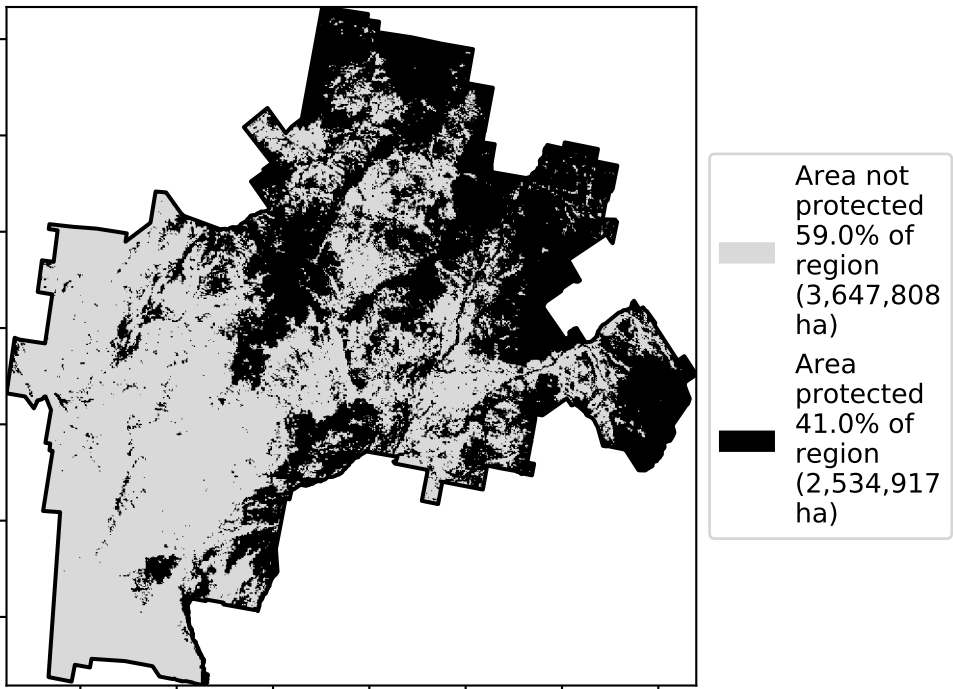 Area not
protected
59.0% of
region
(3,647,808
ha)
Area
protected
41.0% of
region
(2,534,917
ha)